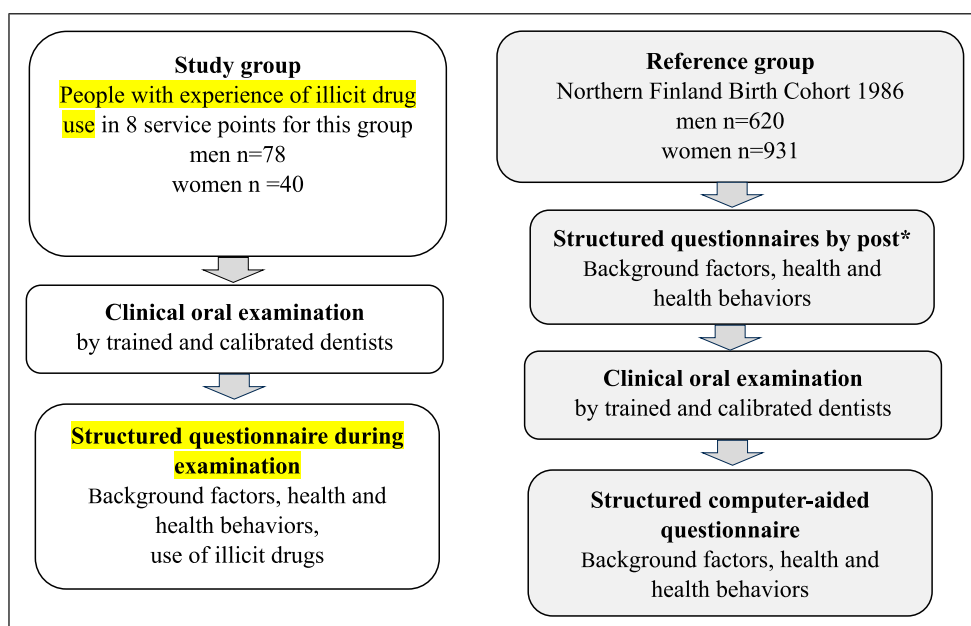 Study group
People with experience of illicit drug
use in 8 service points for this group
men n=78
women n =40
Clinical oral examination
by trained and calibrated dentists
Structured questionnaire during
examination
Background factors, health and
health behaviors,
use of illicit drugs
Reference group
Northern Finland Birth Cohort 1986
men n=620
women n=931
Structured questionnaires by post*
Background factors, health and
health behaviors
Clinical oral examination
by trained and calibrated dentists
Structured computer-aided
questionnaire
Background factors, health and
health behaviors